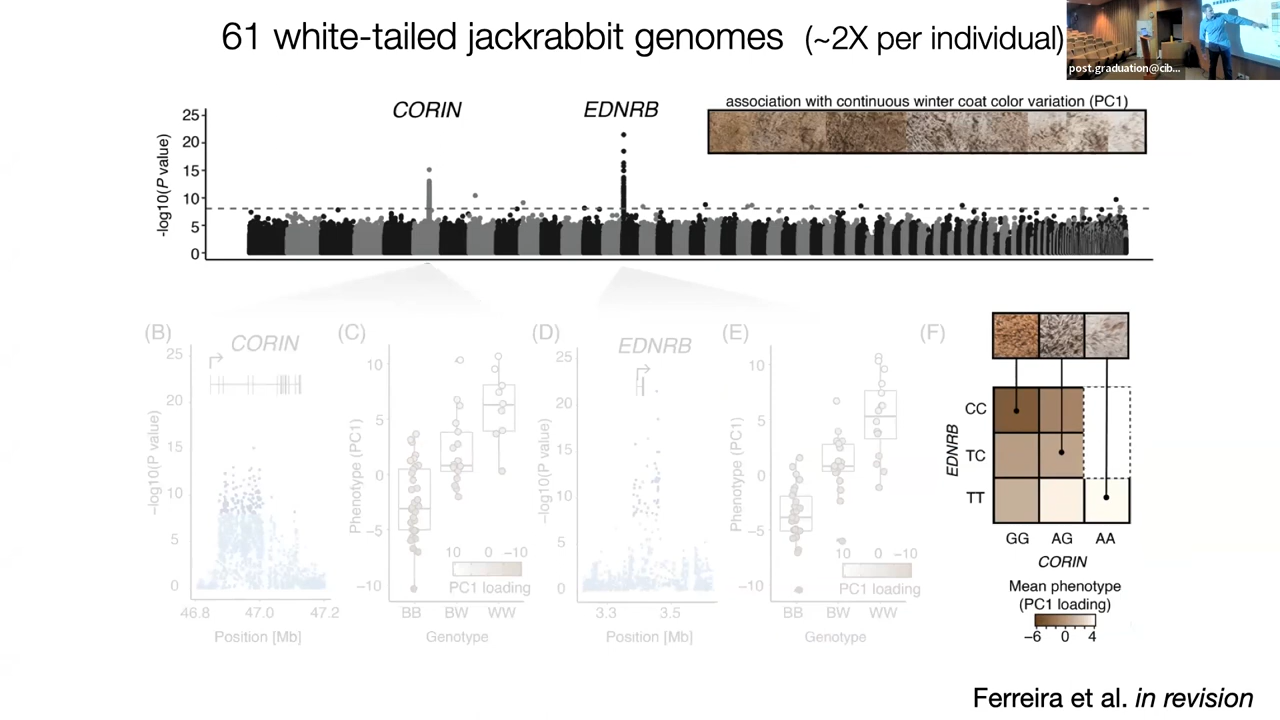 61 white-tailed jackrabbit genomes (~2X per individual)
post.graduation@cib...
CORIN
EDNRB
association with continuous winter coat color variation (PC1)
-log10(P value)
25
20
15
10
5
0
(B)
CORIN
25
20
15
10
5
0
−log10(P value)
46.8
47.0
47.2
Position [Mb]
(C)
10
5
0
−5
−10
Phenotype (PC1)
10 0 −10
PC1 loading
BB
BW
WW
Genotype
(D)
EDNRB
25
20
15
10
5
0
−log10(P value)
3.3
3.5
Position [Mb]
(E)
10
5
0
−5
−10
Phenotype (PC1)
10 0 −10
PC1 loading
BB
BW
WW
Genotype
(F)
EDNRB
CC
TC
TT
GG
AG
AA
CORIN
Mean phenotype
(PC1 loading)
−6 0 4
Ferreira et al. in revision